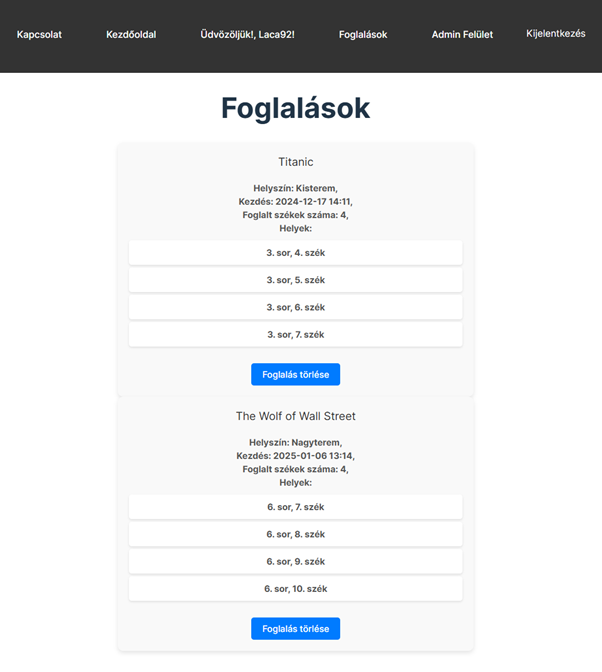 Kapcsolat Kezdőoldal Üdvözöljük!, Laca92! Foglalások Admin Felület Kijelentkezés
Foglalások
Titanic
Helyszín: Kisterem,
Kezdés: 2024-12-17 14:11,
Foglalt székek száma: 4,
Helyek:
3. sor, 4. szék
3. sor, 5. szék
3. sor, 6. szék
3. sor, 7. szék
Foglalás törlése
The Wolf of Wall Street
Helyszín: Nagyterem,
Kezdés: 2025-01-06 13:14,
Foglalt székek száma: 4,
Helyek:
6. sor, 7. szék
6. sor, 8. szék
6. sor, 9. szék
6. sor, 10. szék
Foglalás törlése